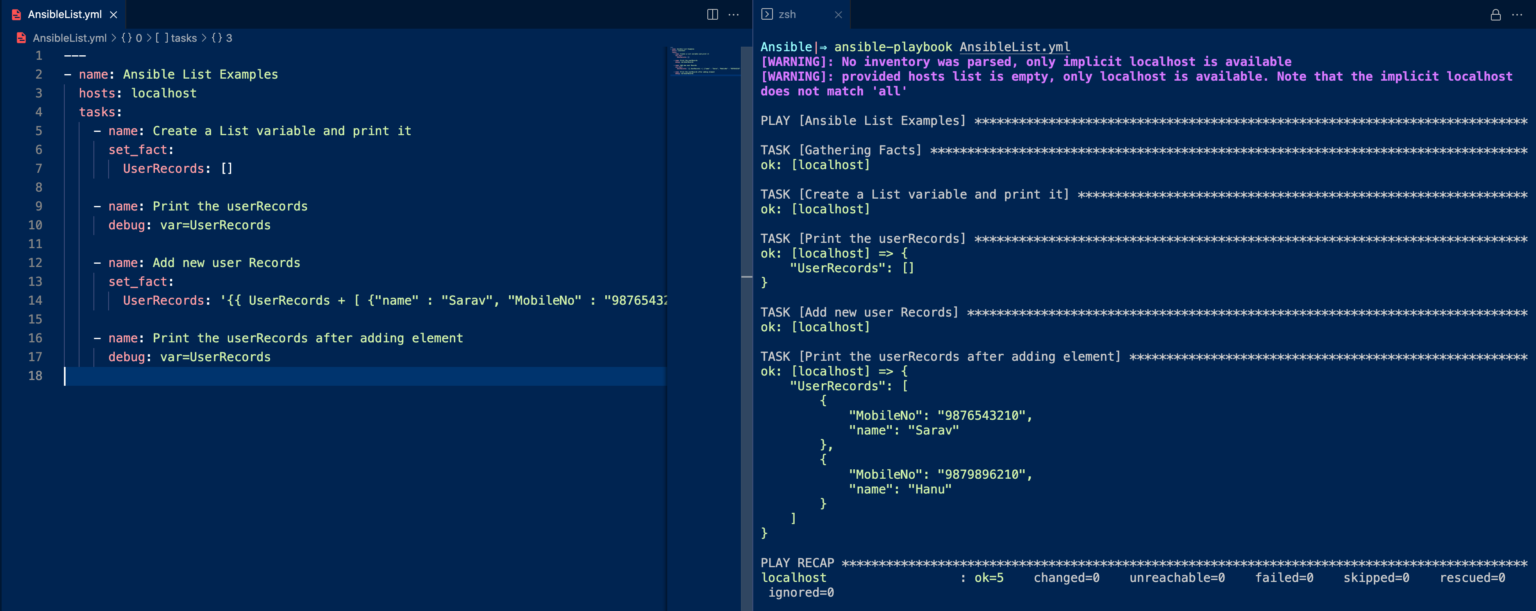 AnsibleList.yml
AnsibleList.yml > {} 0 > [ ] tasks > {} 3
1 ---
2 - name: Ansible List Examples
3 hosts: localhost
4 tasks:
5 - name: Create a List variable and print it
6 set_fact:
7 UserRecords: []
8
9 - name: Print the userRecords
10 debug: var=UserRecords
11
12 - name: Add new user Records
13 set_fact:
14 UserRecords: '{{ UserRecords + [ {"name" : "Sarav", "MobileNo" : "98765432
15
16 - name: Print the userRecords after adding element
17 debug: var=UserRecords
18
zsh
Ansible|⇒ ansible-playbook AnsibleList.yml
[WARNING]: No inventory was parsed, only implicit localhost is available
[WARNING]: provided hosts list is empty, only localhost is available. Note that the implicit localhost
does not match 'all'
PLAY [Ansible List Examples] ***************************************************************************
TASK [Gathering Facts] *********************************************************************************
ok: [localhost]
TASK [Create a List variable and print it] *************************************************************
ok: [localhost]
TASK [Print the userRecords] ***************************************************************************
ok: [localhost] => {
"UserRecords": []
}
TASK [Add new user Records] ****************************************************************************
ok: [localhost]
TASK [Print the userRecords after adding element] ******************************************************
ok: [localhost] => {
"UserRecords": [
{
"MobileNo": "9876543210",
"name": "Sarav"
},
{
"MobileNo": "9879896210",
"name": "Hanu"
}
]
}
PLAY RECAP *********************************************************************************************
localhost : ok=5 changed=0 unreachable=0 failed=0 skipped=0 rescued=0
ignored=0